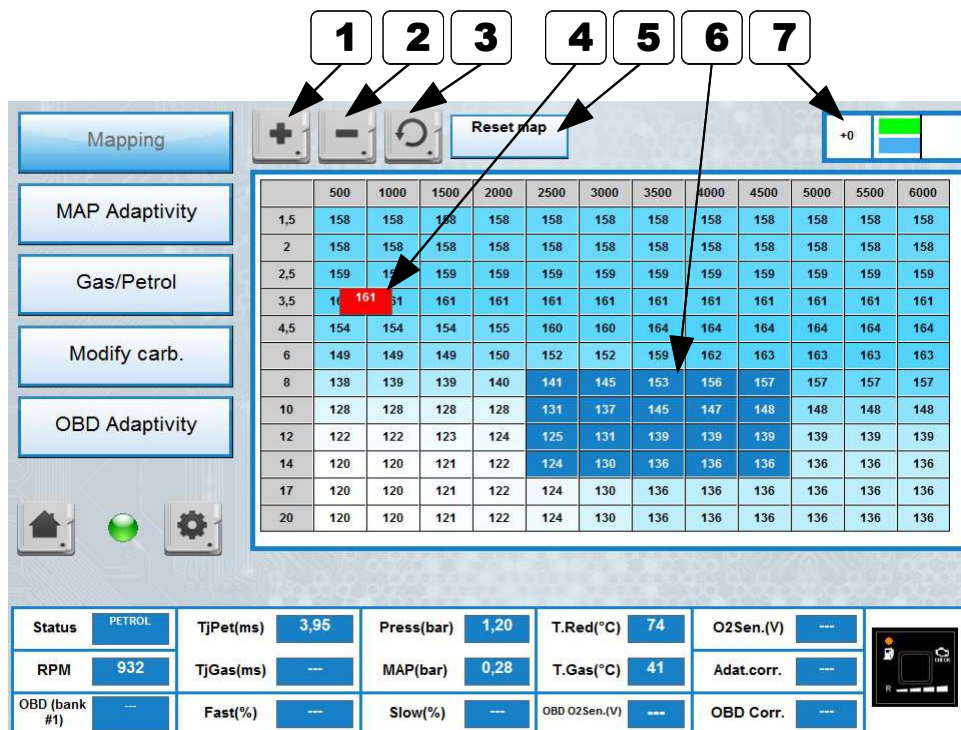 1 2 3 4 5 6 7
Mapping
Reset map
+0
MAP Adaptivity
Gas/Petrol
Modify carb.
OBD Adaptivity
500 1000 1500 2000 2500 3000 3500 4000 4500 5000 5500 6000
1,5 158 158 158 158 158 158 158 158 158 158 158 158
2 158 158 158 158 158 158 158 158 158 158 158 158
2,5 159 159 159 159 159 159 159 159 159 159 159
3,5 161 161 161 161 161 161 161 161 161 161 161
4,5 154 154 154 155 160 160 164 164 164 164 164 164
6 149 149 149 150 152 152 159 162 163 163 163 163
8 138 139 139 140 141 145 153 156 157 157 157 157
10 128 128 128 128 131 137 145 147 148 148 148 148
12 122 122 123 124 125 131 139 139 139 139 139 139
14 120 120 121 122 124 130 136 136 136 136 136 136
17 120 120 121 122 124 130 136 136 136 136 136 136
20 120 120 121 122 124 130 136 136 136 136 136 136
Status PETROL TjPet(ms) 3,95 Press(bar) 1,20 T.Red(°C) 74 O2Sen.(V) ---
RPM 932 TjGas(ms) --- MAP(bar) 0,28 T.Gas(°C) 41 Adat.corr. ---
OBD (bank #1) --- Fast(%) --- Slow(%) --- OBD O2Sen.(V) --- OBD Corr. ---
CHECK
R